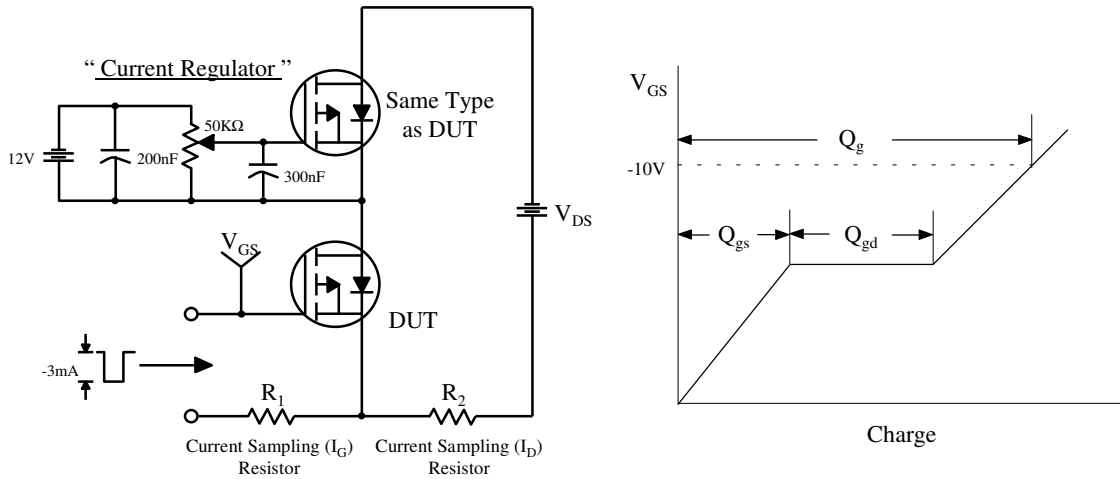 “ Current Regulator ”
50KΩ
12V
200nF
300nF
Same Type
as DUT
V_DS
V_GS
DUT
-3mA
R_1
R_2
Current Sampling (I_G)
Resistor
Current Sampling (I_D)
Resistor
V_GS
Q_g
-10V
Q_gs
Q_gd
Charge